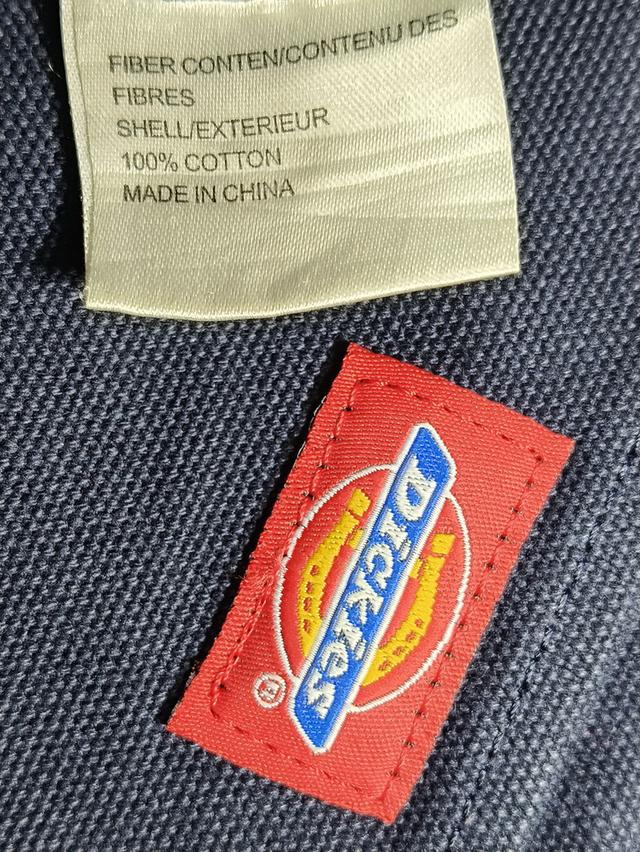 FIBER CONTEN/CONTENU DES
FIBRES
SHELL/EXTERIEUR
100% COTTON
MADE IN CHINA
Dickies
®